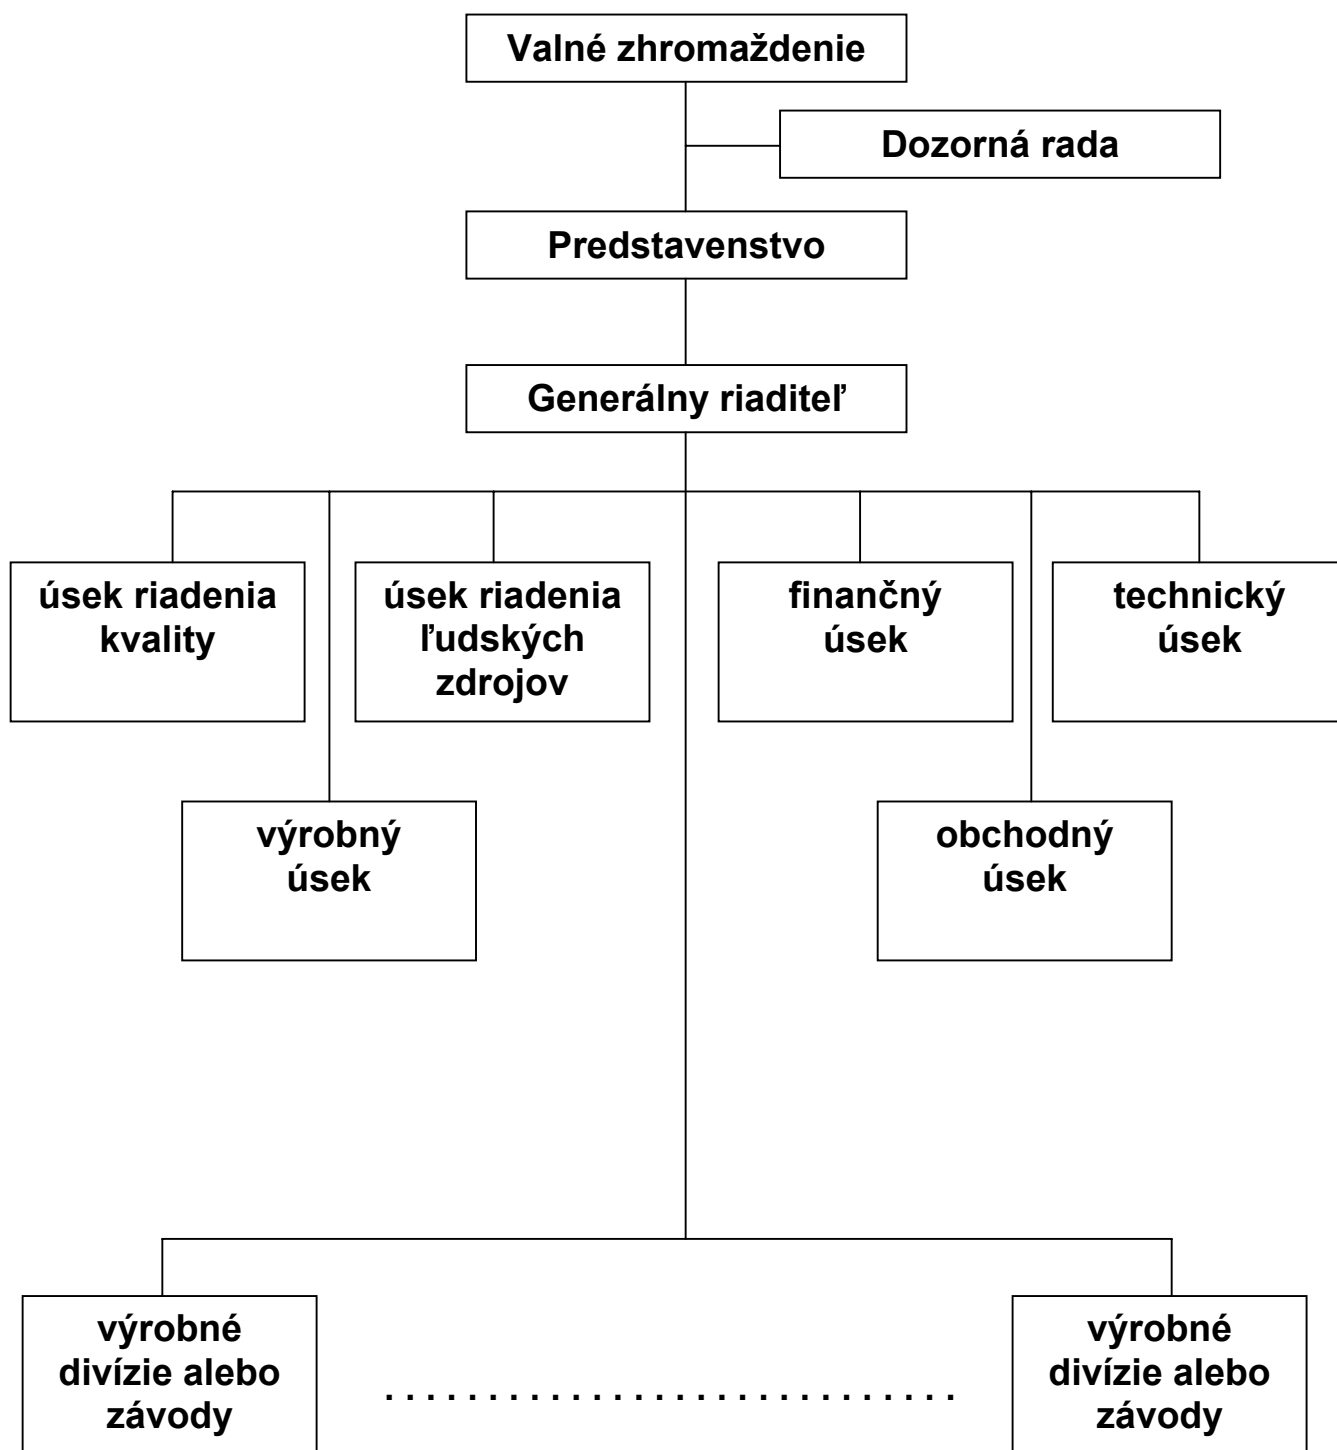 Valné zhromaždenie
Dozorná rada
Predstavenstvo
Generálny riaditeľ
úsek riadenia
kvality
úsek riadenia
ľudských
zdrojov
finančný
úsek
technický
úsek
výrobný
úsek
obchodný
úsek
výrobné
divízie alebo
závody
. . . . . . . . . . . . . . . . . . . . . . . . . . . .
výrobné
divízie alebo
závody